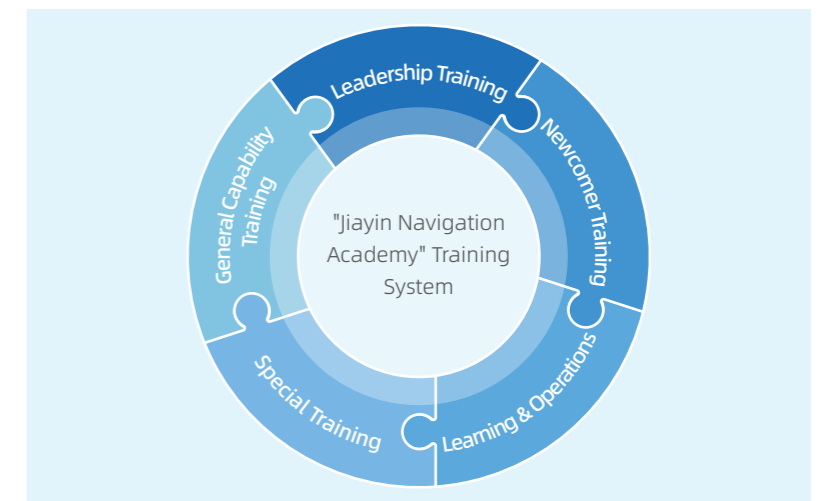 Leadership Training
Newcomer Training
Learning & Operations
Special Training
General Capability
Training
"Jiayin Navigation
Academy" Training
System